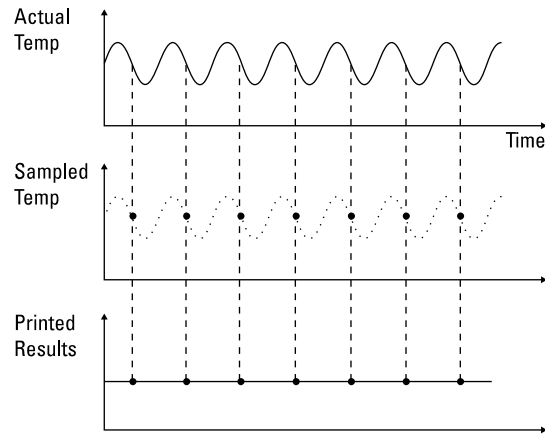 Actual
Temp
Time
Sampled
Temp
Printed
Results